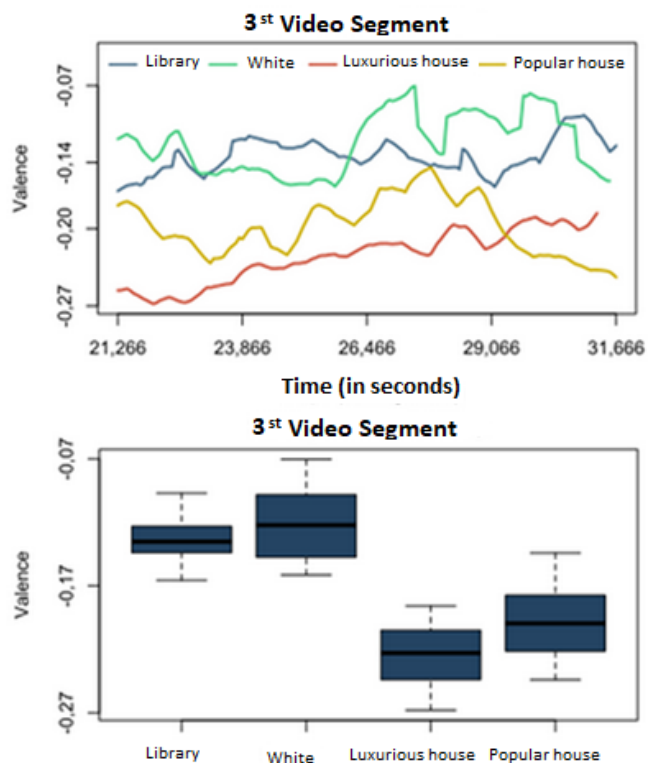 3st Video Segment
Library White Luxurious house Popular house
Valence
-0,07
-0,14
-0,20
-0,27
21,266 23,866 26,466 29,066 31,666
Time (in seconds)
3st Video Segment
Valence
-0,07
-0,17
-0,27
Library White Luxurious house Popular house